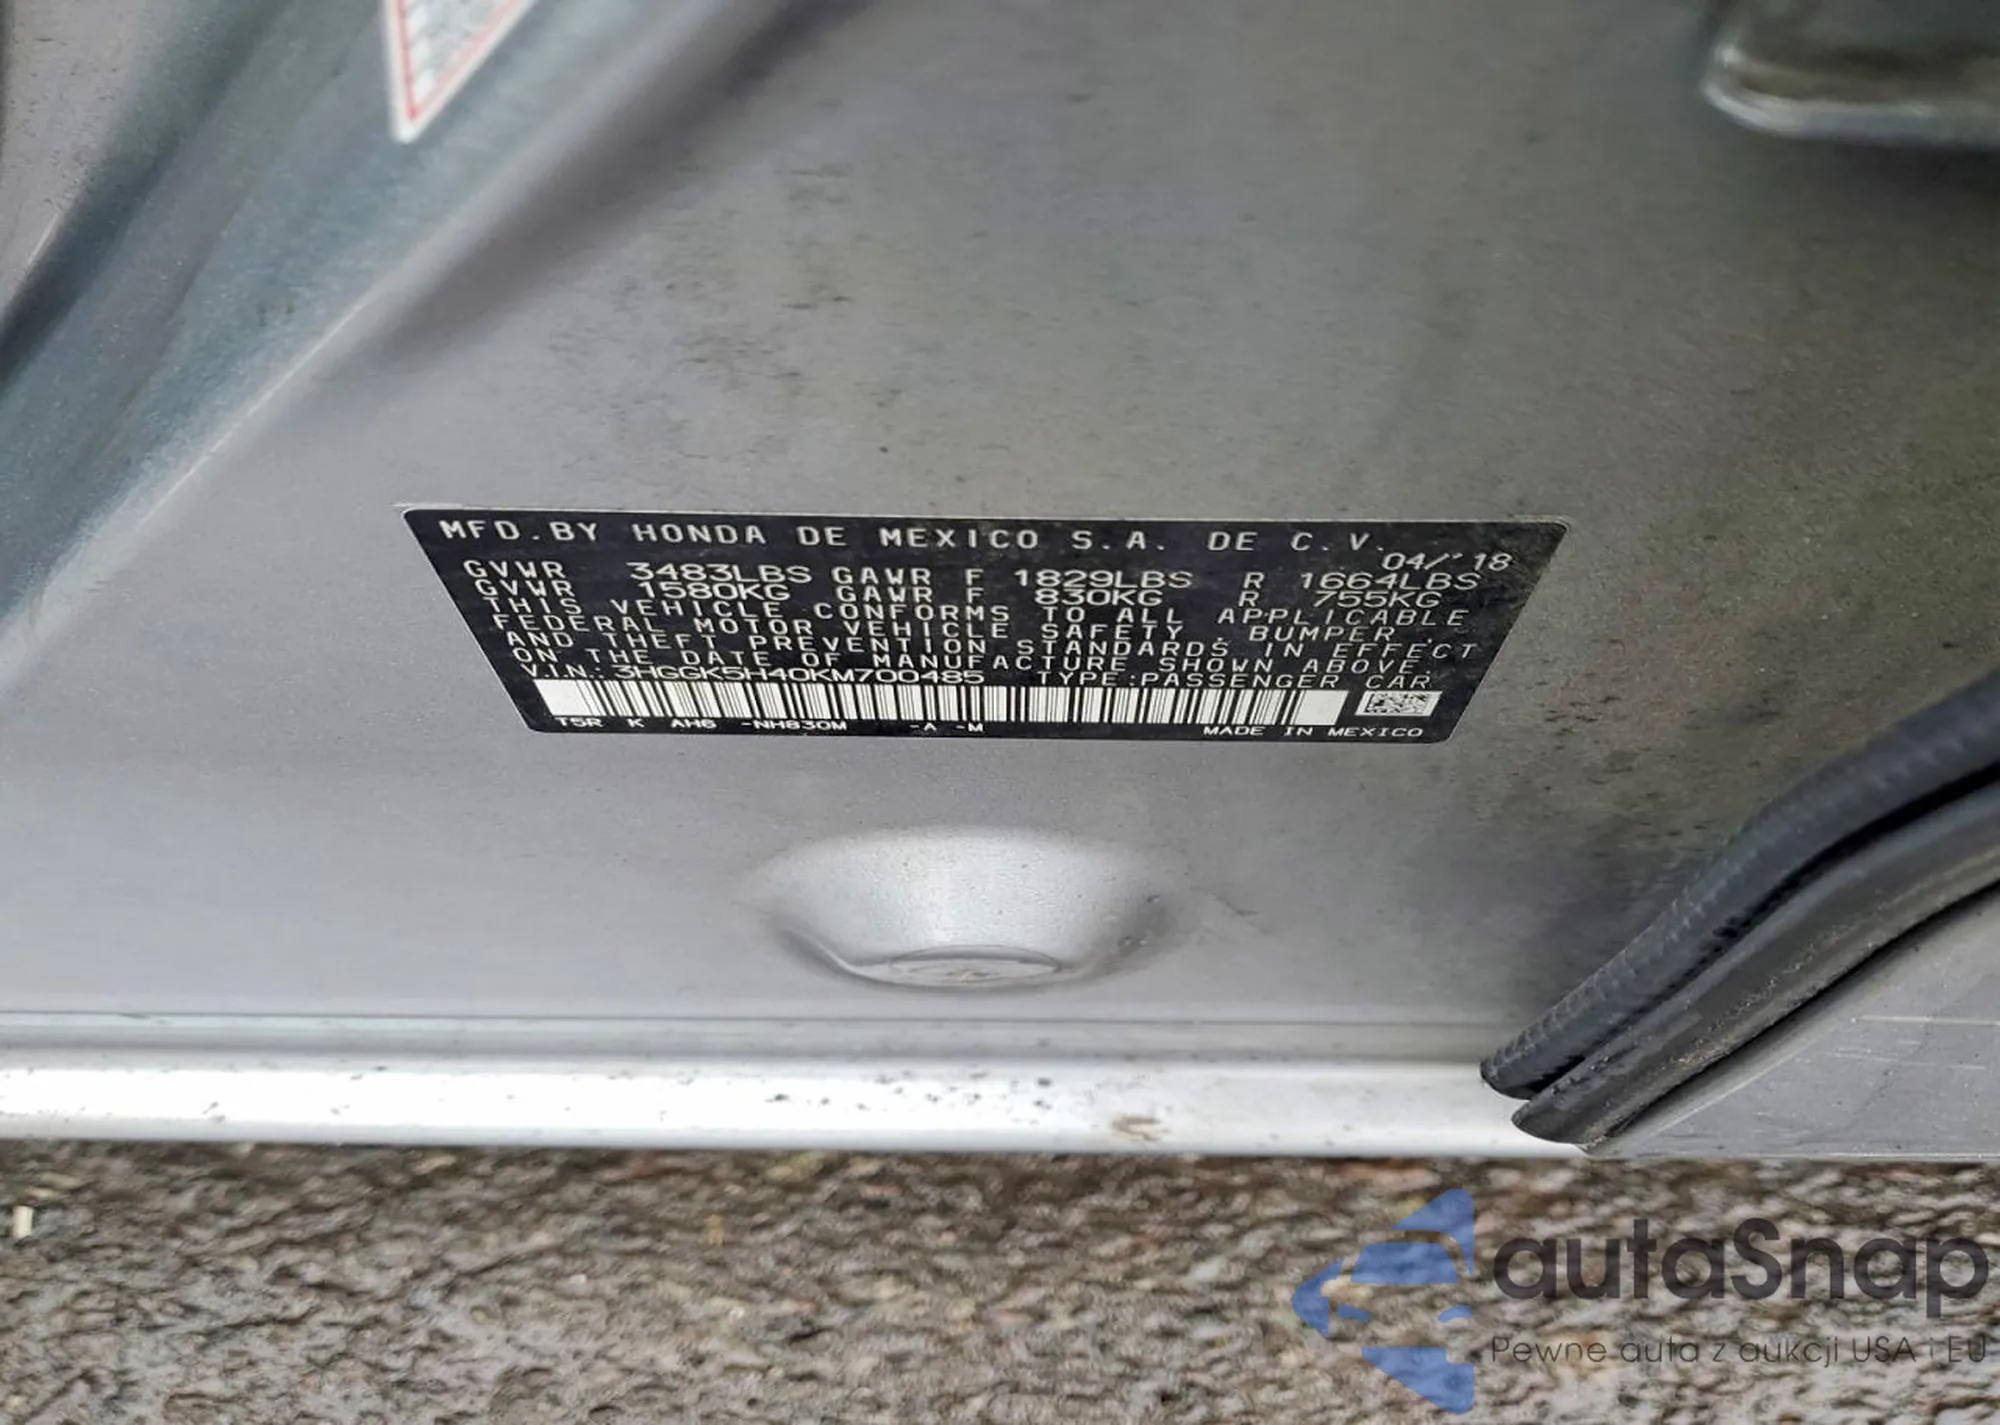 MFD.BY HONDA DE MEXICO S.A. DE C.V.
04/'18
GVWR 3483LBS GAWR F 1829LBS R 1664LBS
GVWR 1580KG GAWR F 830KG R 755KG
THIS VEHICLE CONFORMS TO ALL APPLICABLE
FEDERAL MOTOR VEHICLE SAFETY, BUMPER,
AND THEFT PREVENTION STANDARDS IN EFFECT
ON THE DATE OF MANUFACTURE SHOWN ABOVE.
V.I.N.:3HGGK5H40KM700485 TYPE:PASSENGER CAR
T5R K AH6 -NH830M -A -M MADE IN MEXICO
autaSnap
Pewne auta z aukcji USA i EU